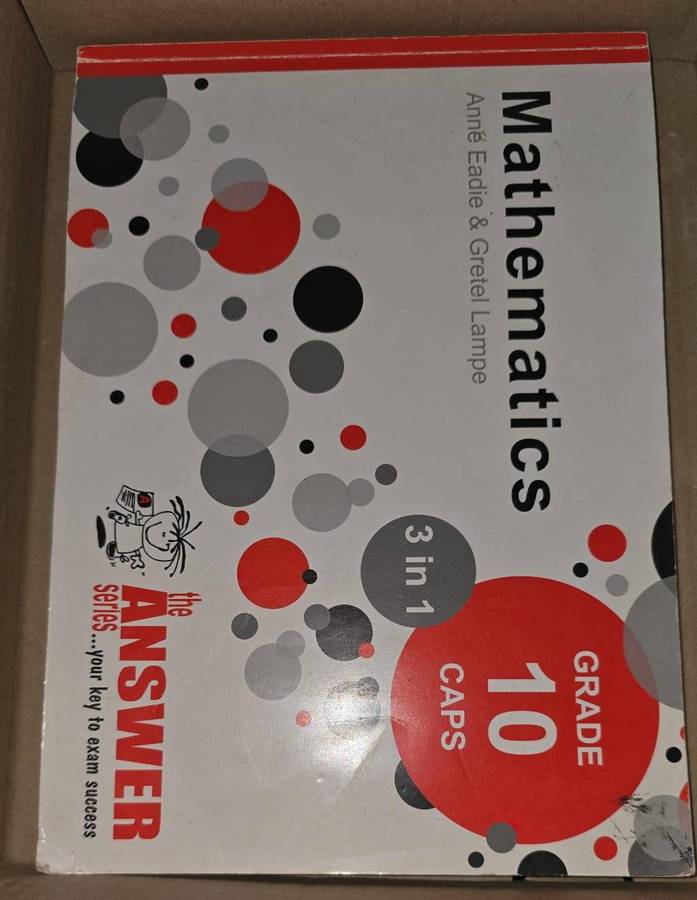 Mathematics
Anne Eadie & Gretel Lampe
GRADE
10
CAPS
3 in 1
the
ANSWER
series ...your key to exam success
A